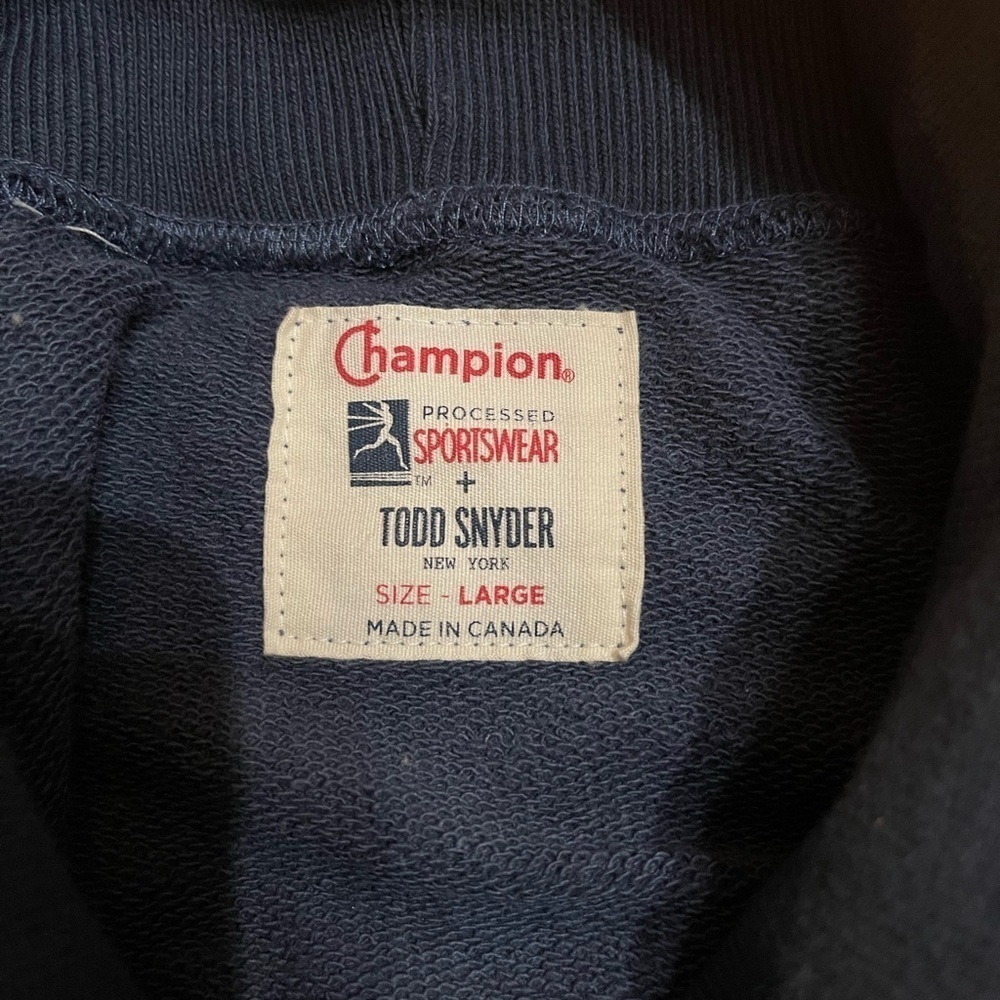 Champion®
PROCESSED
SPORTSWEAR
™ +
TODD SNYDER
NEW YORK
SIZE - LARGE
MADE IN CANADA